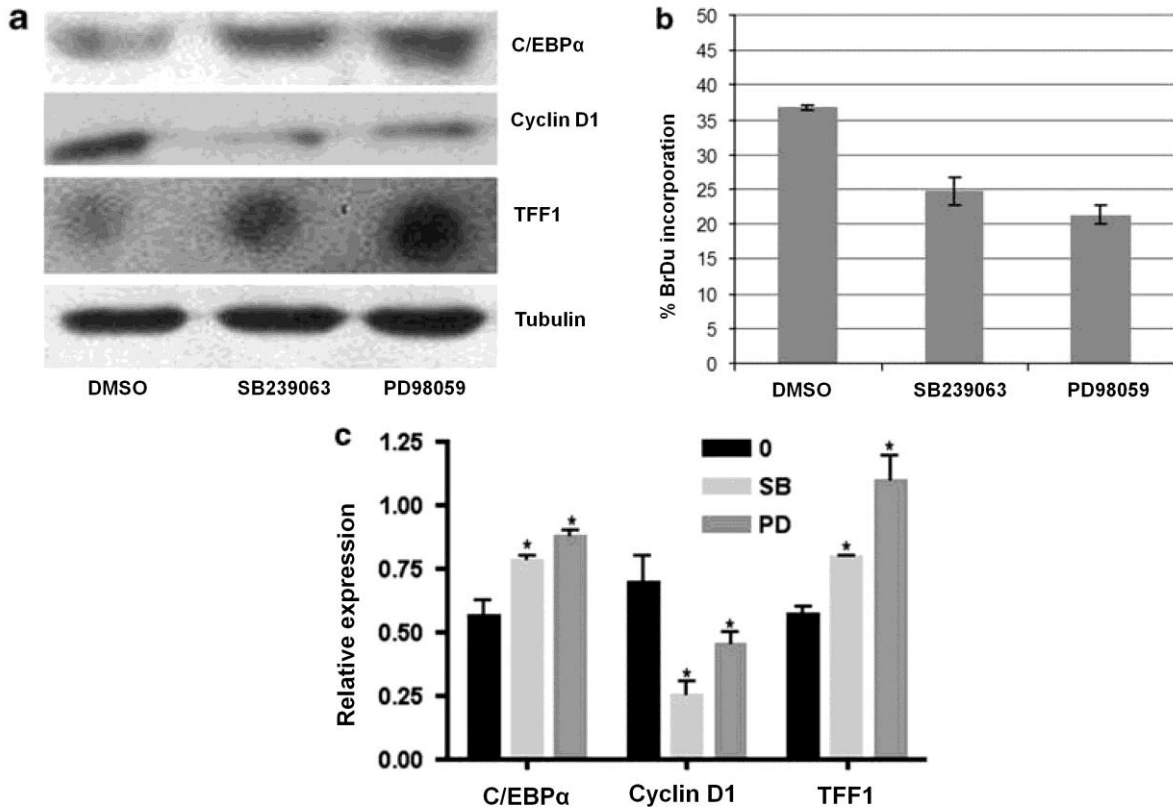 a
C/EBPα
Cyclin D1
TFF1
Tubulin
DMSO SB239063 PD98059
b
% BrDu incorporation
50
45
40
35
30
25
20
15
10
5
0
DMSO SB239063 PD98059
c
Relative expression
1.25
1.00
0.75
0.50
0.25
0.00
0
SB
PD
* * * * * *
C/EBPα Cyclin D1 TFF1